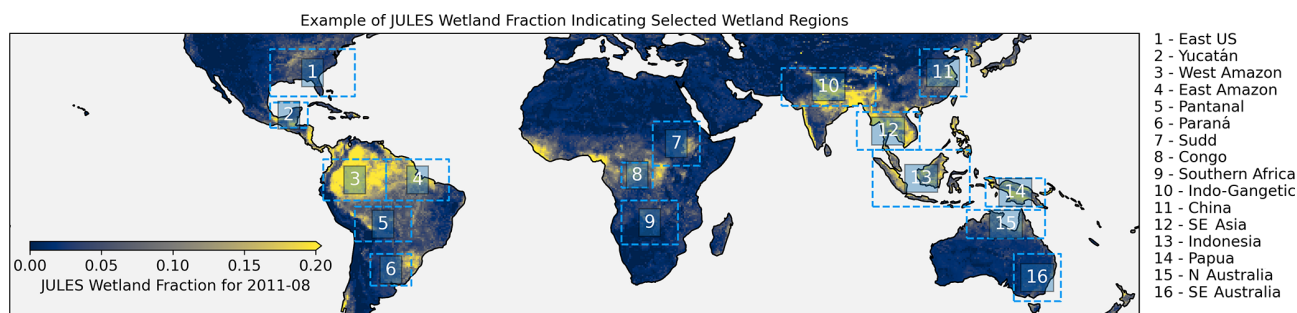 Example of JULES Wetland Fraction Indicating Selected Wetland Regions
1
2
3
4
5
6
7
8
9
10
11
12
13
14
15
16
0.00 0.05 0.10 0.15 0.20
JULES Wetland Fraction for 2011-08
1 - East US
2 - Yucatán
3 - West Amazon
4 - East Amazon
5 - Pantanal
6 - Paraná
7 - Sudd
8 - Congo
9 - Southern Africa
10 - Indo-Gangetic
11 - China
12 - SE Asia
13 - Indonesia
14 - Papua
15 - N Australia
16 - SE Australia